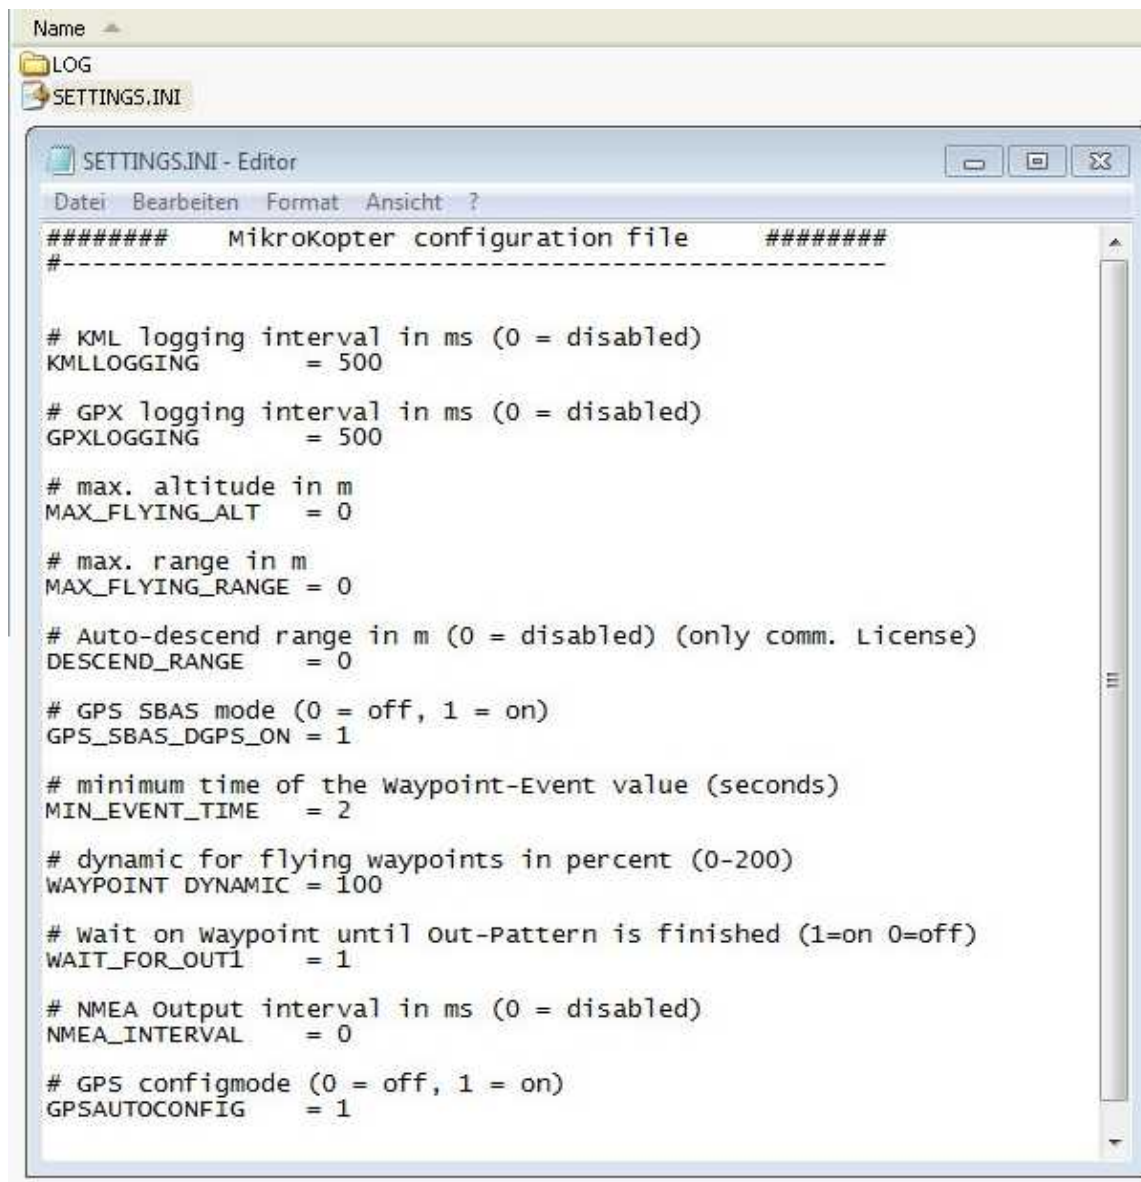 Name
LOG
SETTINGS.INI
SETTINGS.INI - Editor
Datei Bearbeiten Format Ansicht ?
######## MikroKopter configuration file ########
#------------------------------------------------------
# KML logging interval in ms (0 = disabled)
KMLLOGGING = 500
# GPX logging interval in ms (0 = disabled)
GPXLOGGING = 500
# max. altitude in m
MAX_FLYING_ALT = 0
# max. range in m
MAX_FLYING_RANGE = 0
# Auto-descend range in m (0 = disabled) (only comm. License)
DESCEND_RANGE = 0
# GPS SBAS mode (0 = off, 1 = on)
GPS_SBAS_DGPS_ON = 1
# minimum time of the Waypoint-Event value (seconds)
MIN_EVENT_TIME = 2
# dynamic for flying waypoints in percent (0-200)
WAYPOINT DYNAMIC = 100
# Wait on Waypoint until Out-Pattern is finished (1=on 0=off)
WAIT_FOR_OUT1 = 1
# NMEA Output interval in ms (0 = disabled)
NMEA_INTERVAL = 0
# GPS configmode (0 = off, 1 = on)
GPSAUTOCONFIG = 1